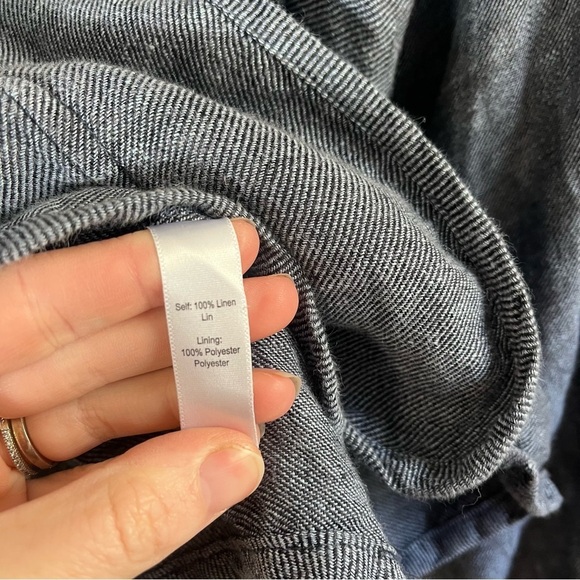 Self: 100% Linen
Lin
Lining:
100% Polyester
Polyester